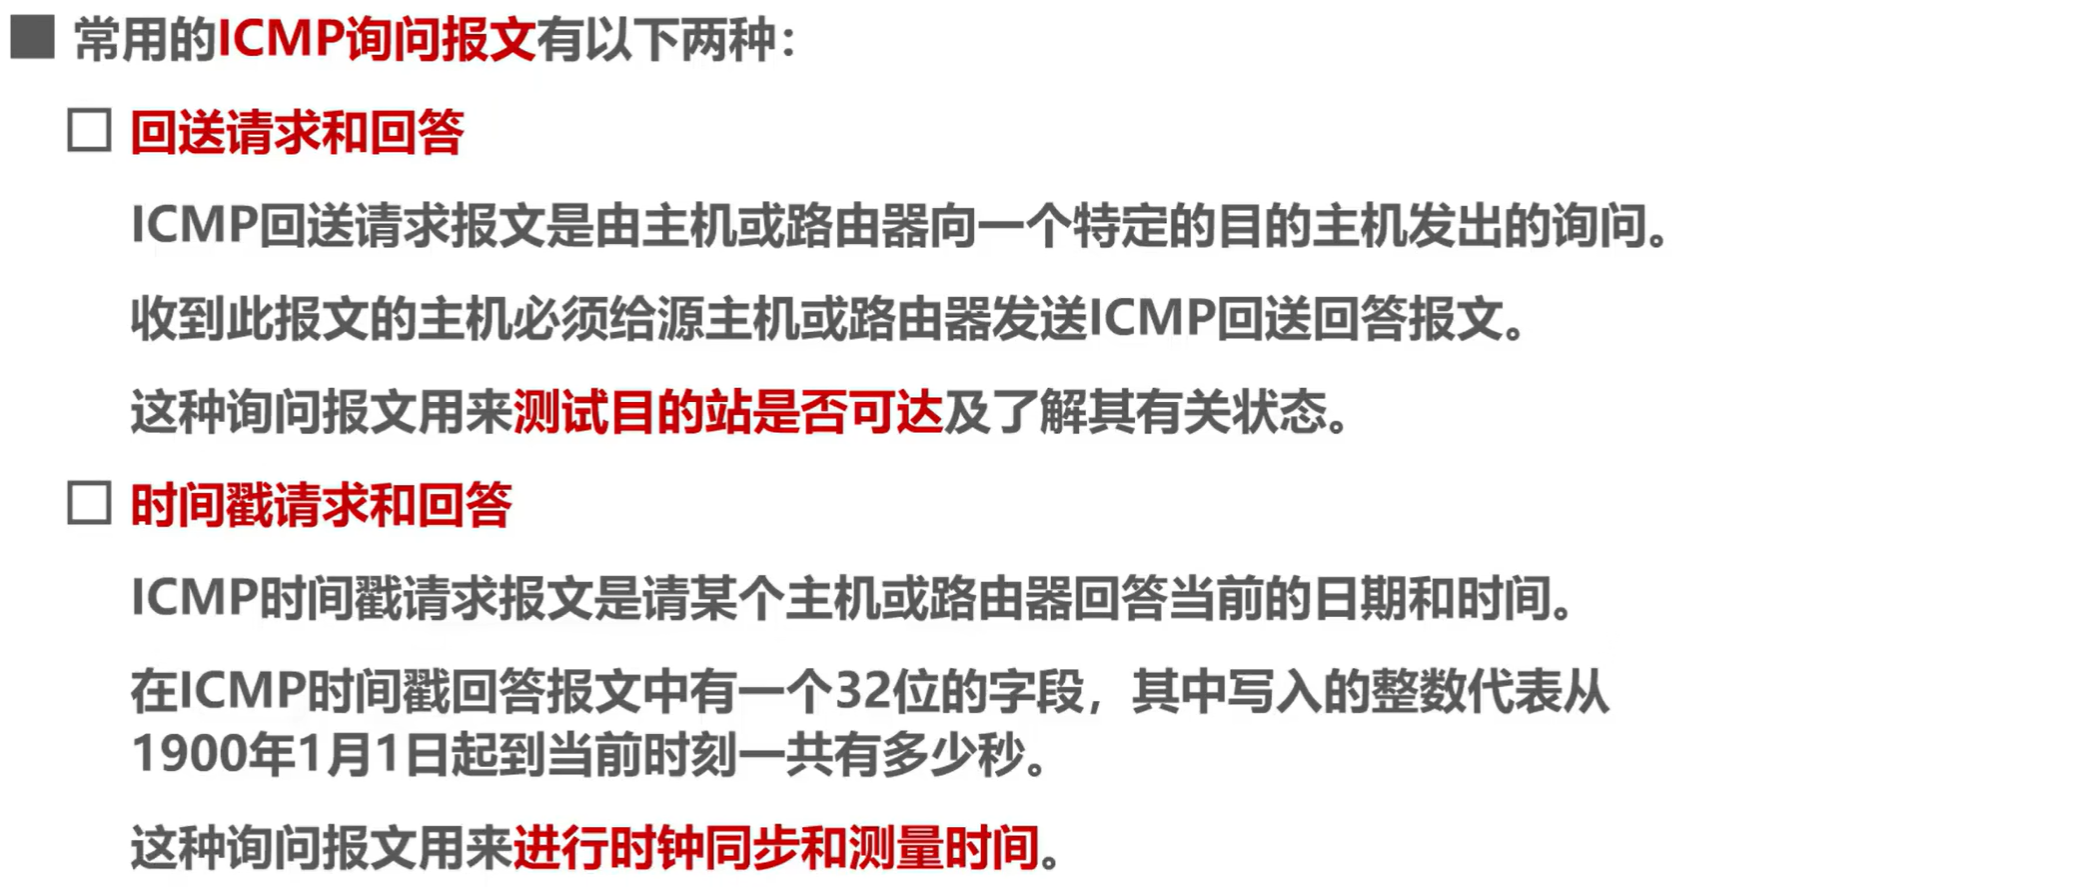 常用的ICMP询问报文有以下两种：
回送请求和回答
ICMP回送请求报文是由主机或路由器向一个特定的目的主机发出的询问。
收到此报文的主机必须给源主机或路由器发送ICMP回送回答报文。
这种询问报文用来测试目的站是否可达及了解其有关状态。
时间戳请求和回答
ICMP时间戳请求报文是请某个主机或路由器回答当前的日期和时间。
在ICMP时间戳回答报文中有一个32位的字段，其中写入的整数代表从
1900年1月1日起到当前时刻一共有多少秒。
这种询问报文用来进行时钟同步和测量时间。